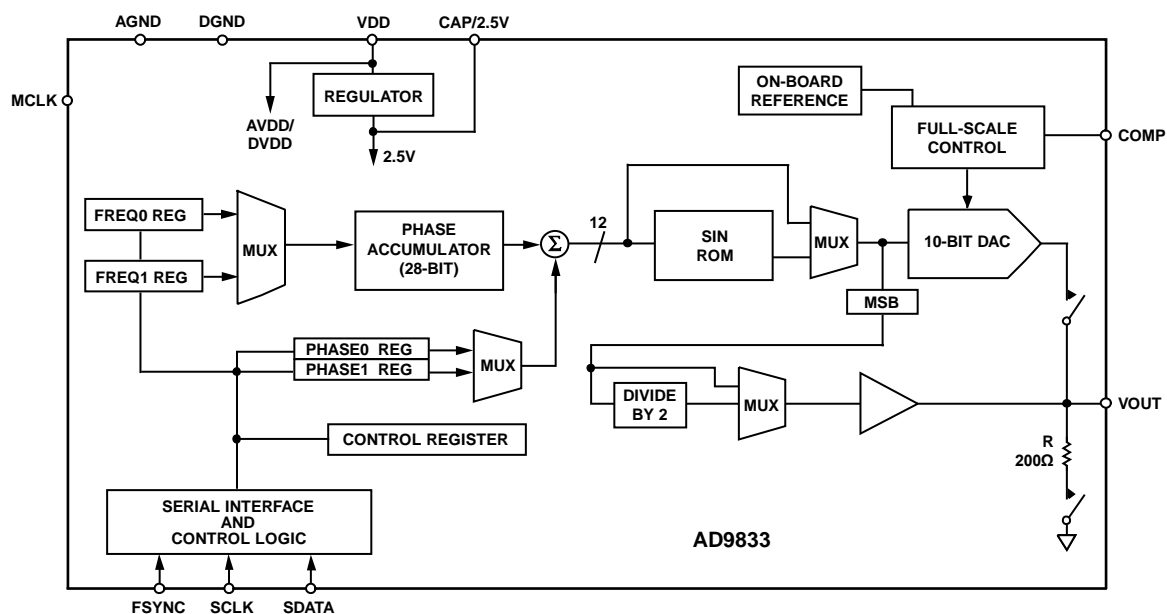 AGND
DGND
VDD
CAP/2.5V
MCLK
REGULATOR
AVDD/
DVDD
2.5V
ON-BOARD
REFERENCE
FULL-SCALE
CONTROL
COMP
FREQ0 REG
FREQ1 REG
MUX
PHASE
ACCUMULATOR
(28-BIT)
Σ
12
SIN
ROM
MUX
10-BIT DAC
MSB
PHASE0 REG
PHASE1 REG
MUX
DIVIDE
BY 2
MUX
VOUT
CONTROL REGISTER
R
200Ω
SERIAL INTERFACE
AND
CONTROL LOGIC
AD9833
FSYNC
SCLK
SDATA